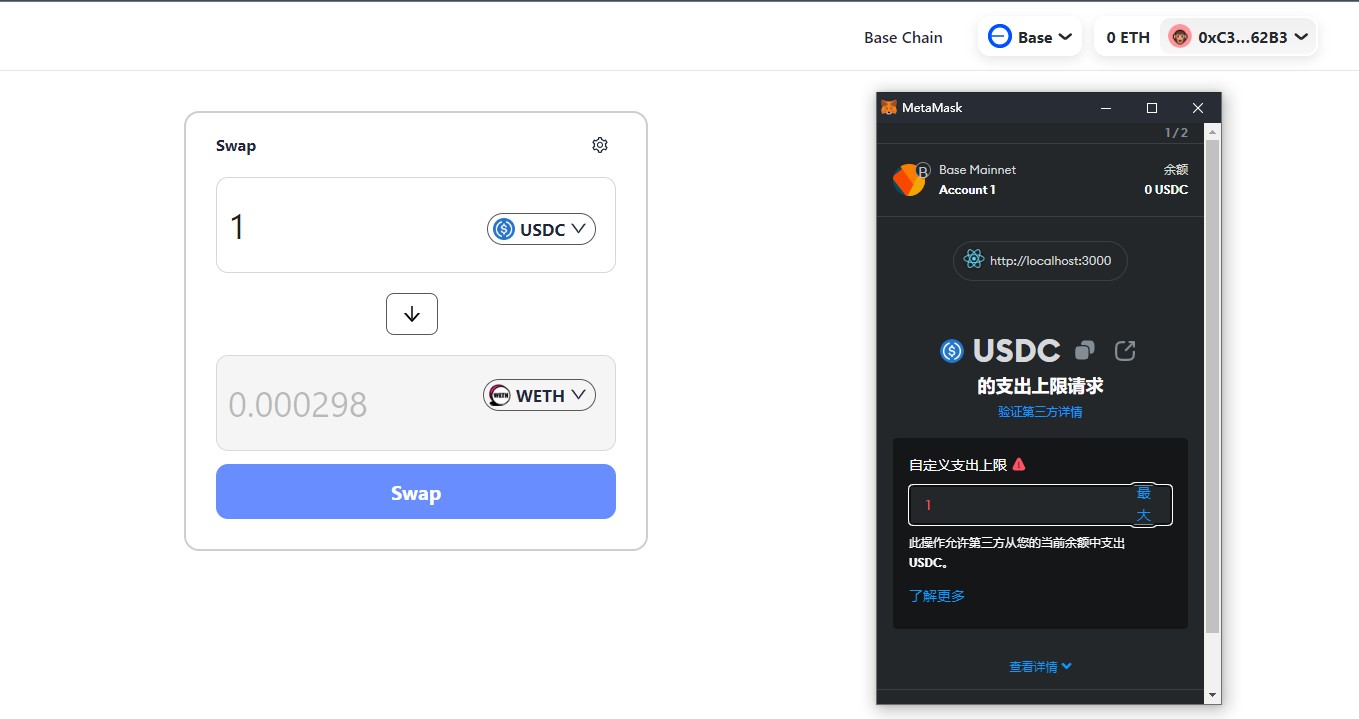 Base Chain
Base
0 ETH
0xC3...62B3
Swap
1
USDC
0.000298
WETH
WETH
Swap
MetaMask
1 / 2
B
Base Mainnet
余额
Account 1
0 USDC
http://localhost:3000
USDC
的支出上限请求
验证第三方详情
自定义支出上限
1
最
大
此操作允许第三方从您的当前余额中支出
USDC。
了解更多
查看详情